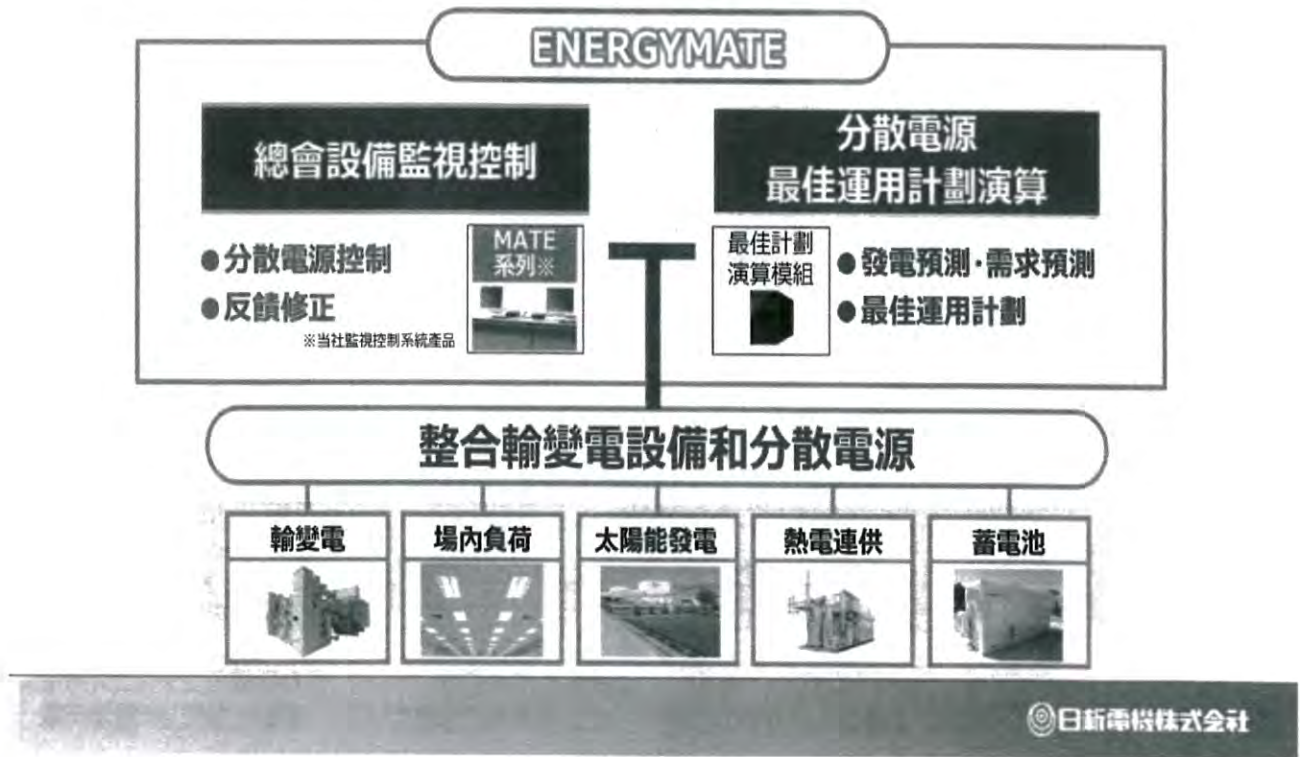 ENERGYMATE
總會設備監視控制
●分散電源控制
●反饋修正
※当社監視控制系統產品
MATE
系列※
分散電源
最佳運用計劃演算
最佳計劃
演算模組
●發電預測·需求預測
●最佳運用計劃
整合輸變電設備和分散電源
輸變電
場內負荷
太陽能發電
熱電連供
蓄電池
日新電機株式会社